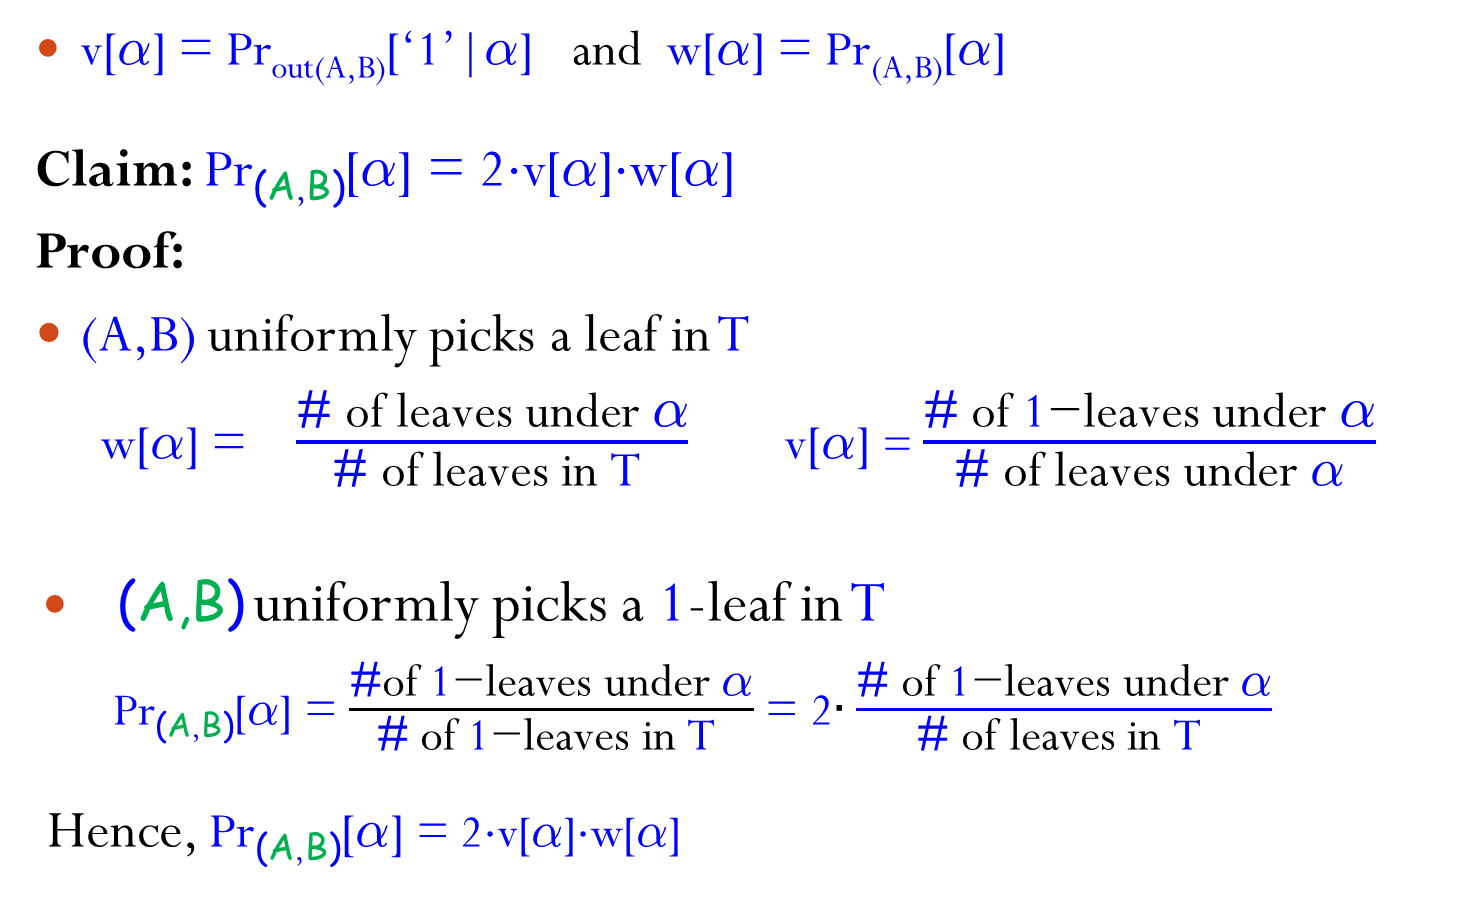 • v[α] = Pr_out(A,B)[‘1’|α] and w[α] = Pr_(A,B)[α]
Claim: Pr_(A,B)[α] = 2·v[α]·w[α]
Proof:
• (A,B) uniformly picks a leaf in T
w[α] = # of leaves under α / # of leaves in T v[α] = # of 1−leaves under α / # of leaves under α
• (A,B) uniformly picks a 1-leaf in T
Pr_(A,B)[α] = #of 1−leaves under α / # of 1−leaves in T = 2· # of 1−leaves under α / # of leaves in T
Hence, Pr_(A,B)[α] = 2·v[α]·w[α]